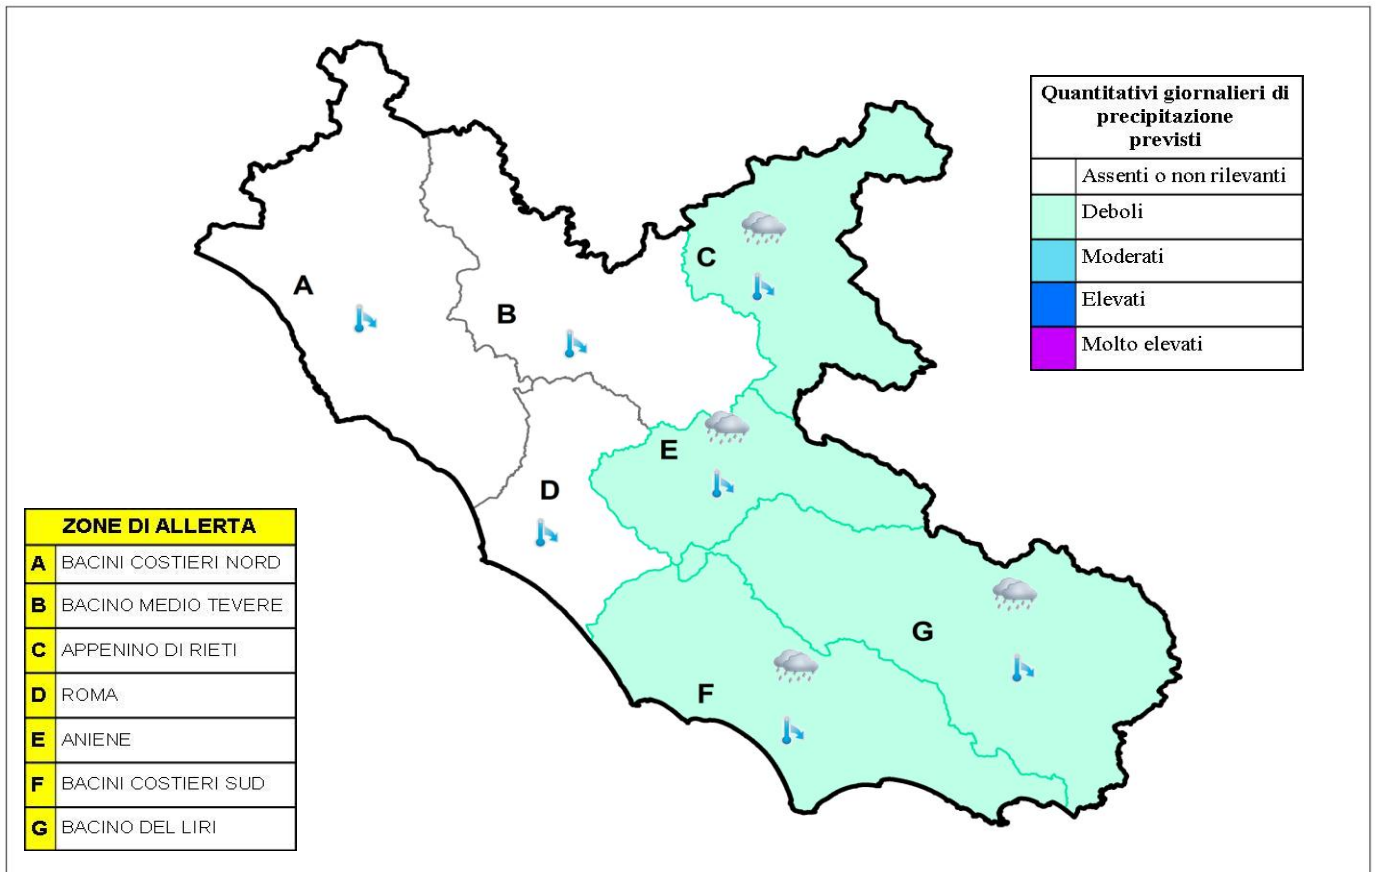 Quantitativi giornalieri di
precipitazione
previsti
Assenti o non rilevanti
Deboli
Moderati
Elevati
Molto elevati
A
B
C
D
E
F
G
ZONE DI ALLERTA
A BACINI COSTIERI NORD
B BACINO MEDIO TEVERE
C APPENINO DI RIETI
D ROMA
E ANIENE
F BACINI COSTIERI SUD
G BACINO DEL LIRI